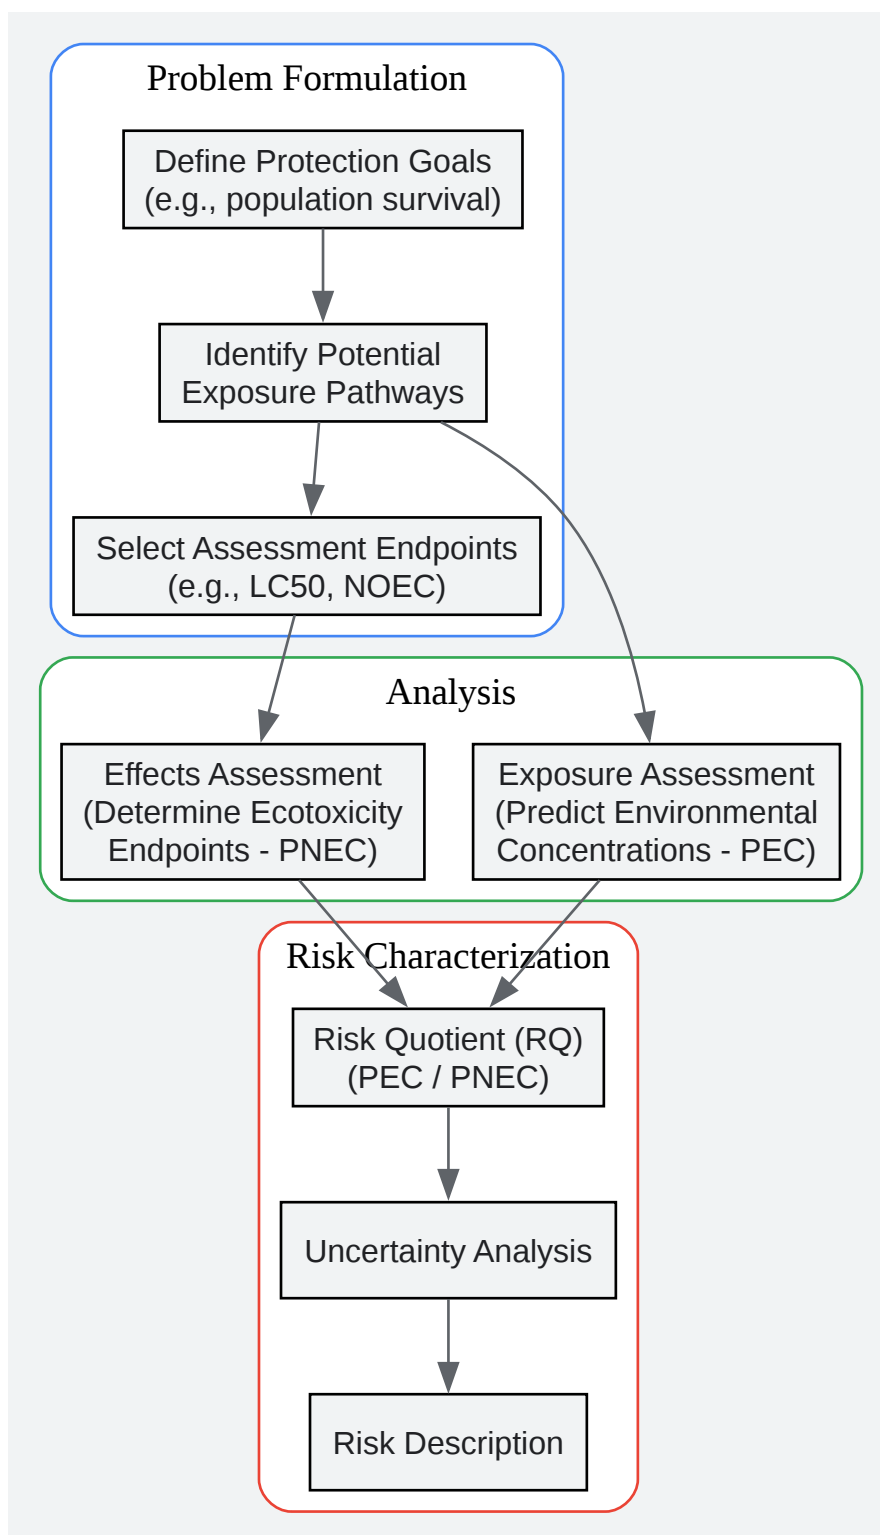 Problem Formulation
Define Protection Goals
(e.g., population survival)
Identify Potential
Exposure Pathways
Select Assessment Endpoints
(e.g., LC50, NOEC)
Analysis
Effects Assessment
(Determine Ecotoxicity
Endpoints - PNEC)
Exposure Assessment
(Predict Environmental
Concentrations - PEC)
Risk Characterization
Risk Quotient (RQ)
(PEC / PNEC)
Uncertainty Analysis
Risk Description